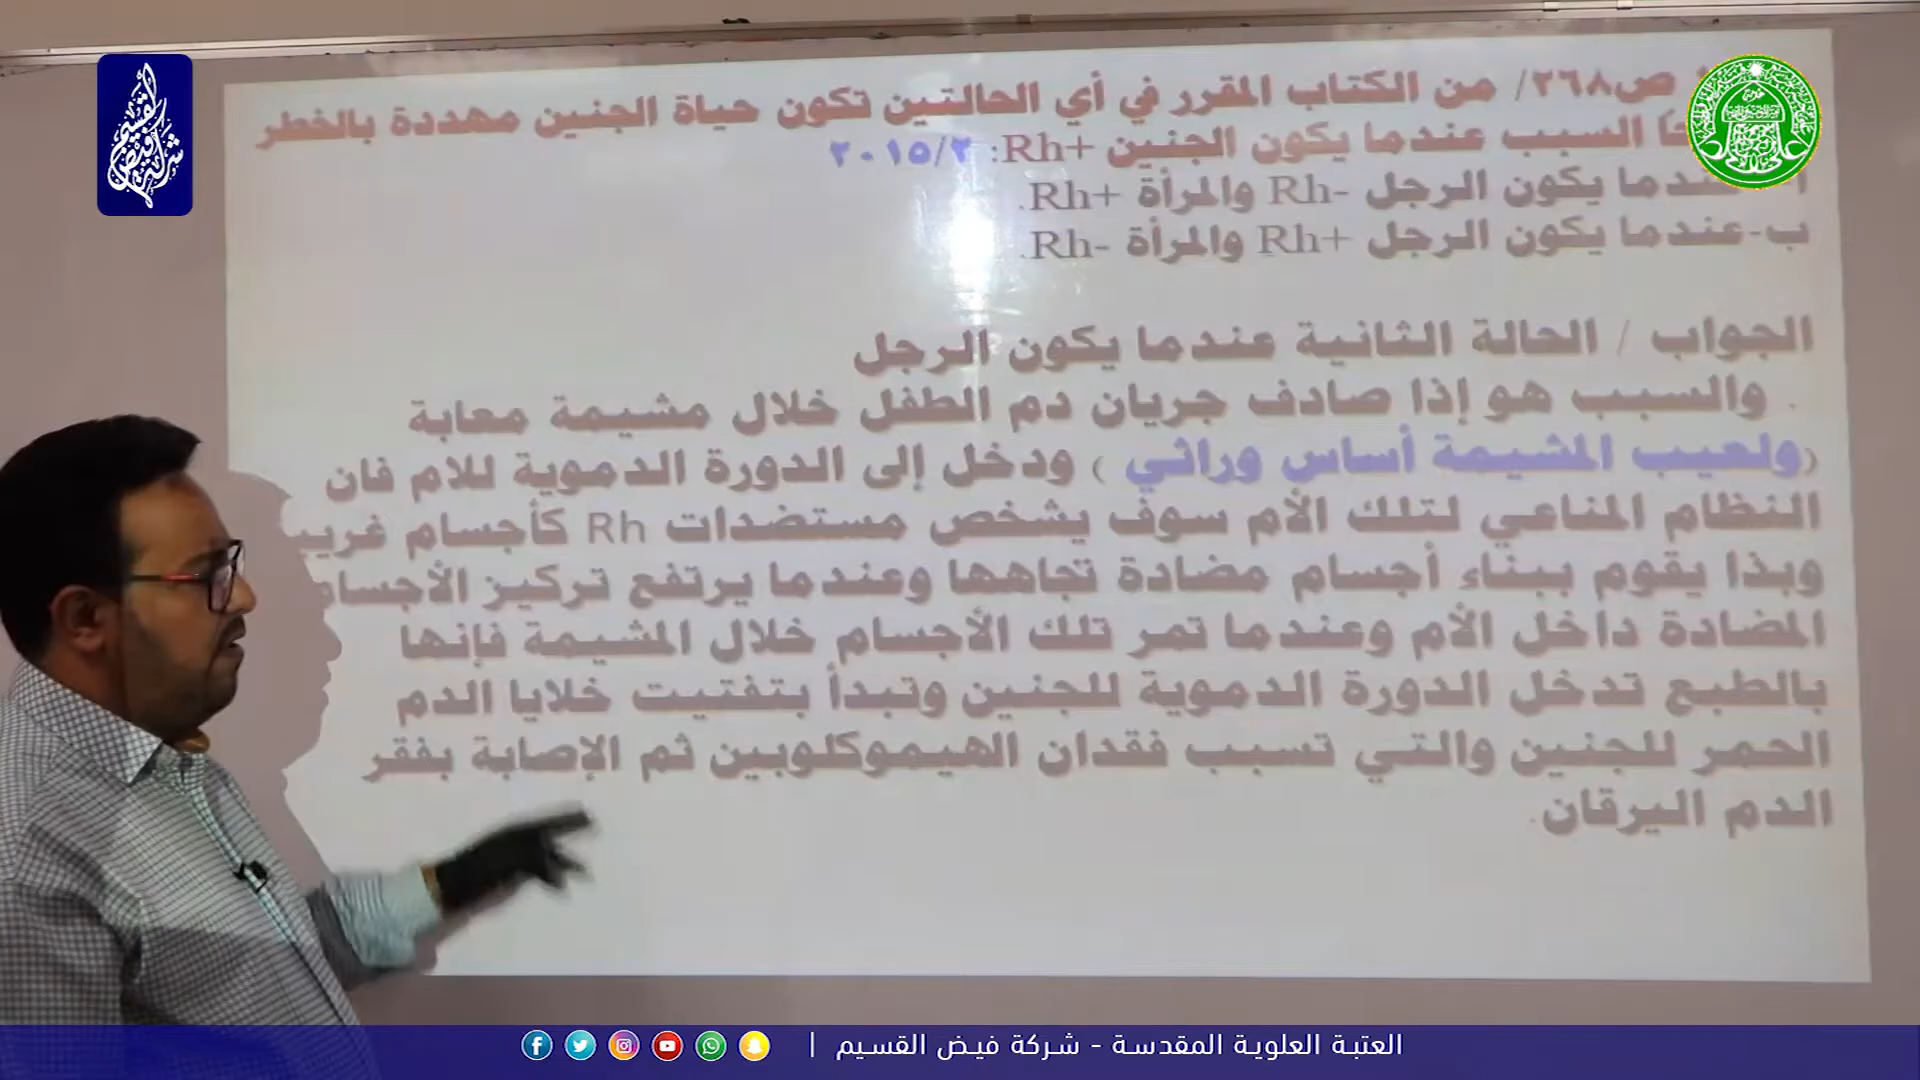 ص٢٦٨/ من الكتاب المقرر في أي الحالتين تكون حياة الجنين مهددة بالخطر
السبب عندما يكون الجنين +Rh: ٢٠١٥/٢
يكون الرجل -Rh والمرأة +Rh.
ب-عندما يكون الرجل +Rh والمرأة -Rh.
الجواب / الحالة الثانية عندما يكون الرجل
. والسبب هو إذا صادف جريان دم الطفل خلال مشيمة معابة
(ولعيب المشيمة أساس وراثي ) ودخل إلى الدورة الدموية للام فان
النظام المناعي لتلك الأم سوف يشخص مستضدات Rh كأجسام
وبذا يقوم ببناء أجسام مضادة تجاهها وعندما يرتفع تركيز الأجسام
المضادة داخل الأم وعندما تمر تلك الأجسام خلال المشيمة فإنها
بالطبع تدخل الدورة الدموية للجنين وتبدأ بتفتيت خلايا الدم
الحمر للجنين والتي تسبب فقدان الهيموكلوبين ثم الإصابة بفقر
الدم اليرقان.
العتبة العلوية المقدسة - شركة فيض القسيم |